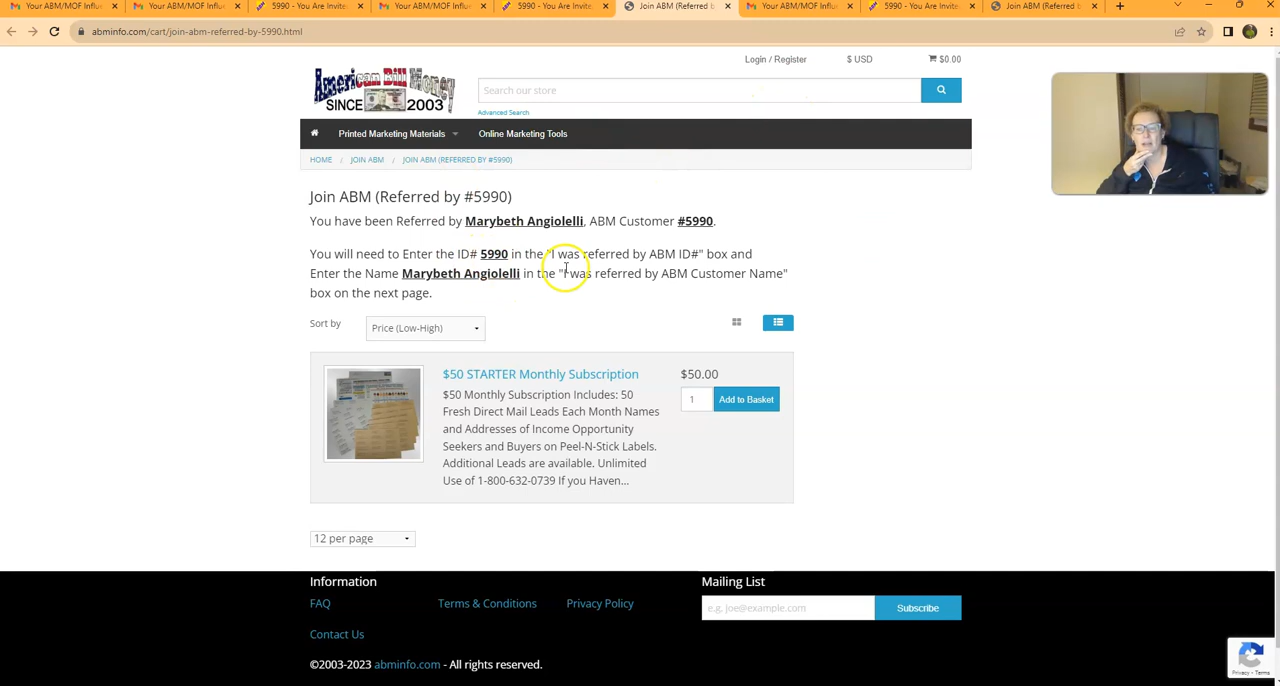 Your ABM/MOF Influ
Your ABM/MOF Influ
5990 - You Are Invite
Your ABM/MOF Influ
5990 - You Are Invite
Join ABM (Referred b
Your ABM/MOF Influ
5990 - You Are Invite
Join ABM (Referred b
abminfo.com/cart/join-abm-referred-by-5990.html
Login / Register
$ USD
$0.00
American Bill Money
SINCE 2003
Search our store
Advanced Search
Printed Marketing Materials
Online Marketing Tools
HOME / JOIN ABM / JOIN ABM (REFERRED BY #5990)
Join ABM (Referred by #5990)
You have been Referred by Marybeth Angiolelli, ABM Customer #5990.
You will need to Enter the ID# 5990 in the "I was referred by ABM ID#" box and
Enter the Name Marybeth Angiolelli in the "I was referred by ABM Customer Name"
box on the next page.
Sort by
Price (Low-High)
$50 STARTER Monthly Subscription
$50.00
$50 Monthly Subscription Includes: 50
Fresh Direct Mail Leads Each Month Names
and Addresses of Income Opportunity
Seekers and Buyers on Peel-N-Stick Labels.
Additional Leads are available. Unlimited
Use of 1-800-632-0739 If you Haven...
1
Add to Basket
12 per page
Information
FAQ
Terms & Conditions
Privacy Policy
Contact Us
Mailing List
e.g. joe@example.com
Subscribe
©2003-2023 abminfo.com - All rights reserved.
Privacy - Terms